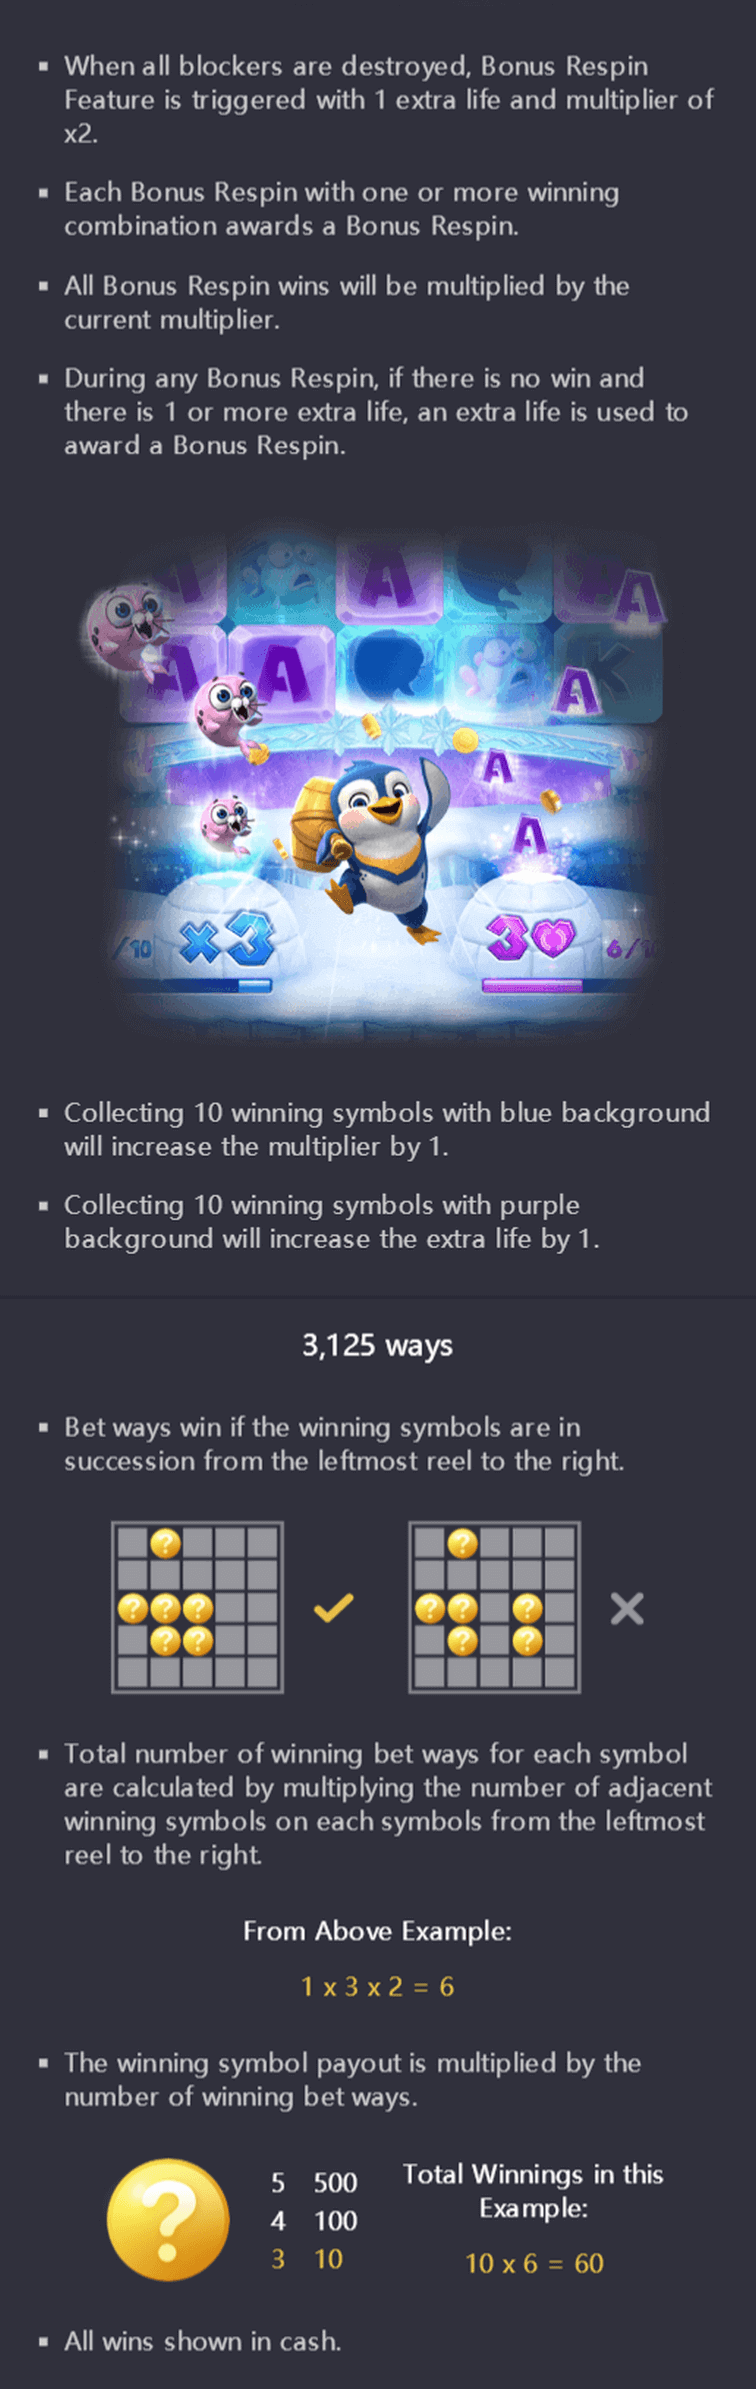 When all blockers are destroyed, Bonus Respin
Feature is triggered with 1 extra life and multiplier of
x2.
Each Bonus Respin with one or more winning
combination awards a Bonus Respin.
All Bonus Respin wins will be multiplied by the
current multiplier.
During any Bonus Respin, if there is no win and
there is 1 or more extra life, an extra life is used to
award a Bonus Respin.
A A A
A A K A
A
A
/10 x3 3 6/10
Collecting 10 winning symbols with blue background
will increase the multiplier by 1.
Collecting 10 winning symbols with purple
background will increase the extra life by 1.
3,125 ways
Bet ways win if the winning symbols are in
succession from the leftmost reel to the right.
? ?
? ? ? ? ? ?
? ? ? ?
Total number of winning bet ways for each symbol
are calculated by multiplying the number of adjacent
winning symbols on each symbols from the leftmost
reel to the right.
From Above Example:
1 x 3 x 2 = 6
The winning symbol payout is multiplied by the
number of winning bet ways.
?
5 500
4 100
3 10
Total Winnings in this
Example:
10 x 6 = 60
All wins shown in cash.